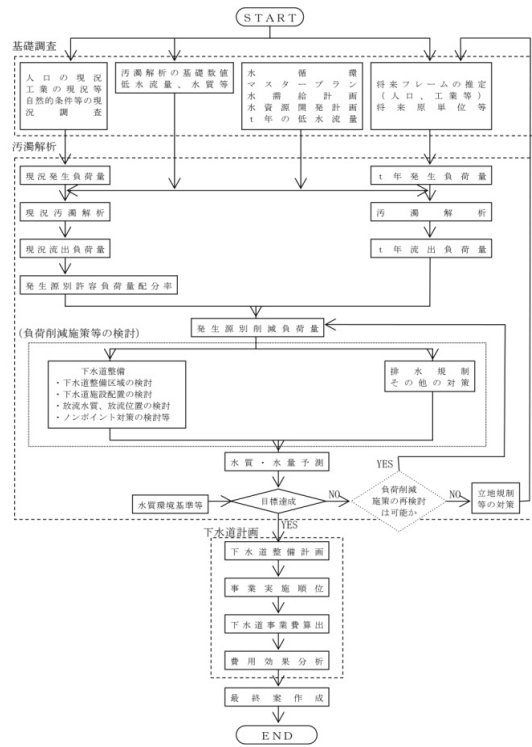 START
基礎調査
人口の現況
工業の現況等
自然的条件等の現
況調査
汚濁解析の基礎数値
低水流量、水質等
水循環
マスタープラン
水需給計画
水資源開発計画
t年の低水流量
将来フレームの推定
(人口、工業等)
将来原単位等
汚濁解析
現況発生負荷量
t年発生負荷量
現況汚濁解析
汚濁解析
現況流出負荷量
t年流出負荷量
発生源別許容負荷量配分率
発生源別削減負荷量
(負荷削減施策等の検討)
下水道整備
・下水道整備区域の検討
・下水道施設配置の検討
・放流水質、放流位置の検討
・ノンポイント対策の検討等
排水規制
その他の対策
水質・水量予測
YES
水質環境基準等
目標達成
NO
負荷削減
施策の再検討
は可能か
NO
立地規制
等の対策
YES
下水道計画
下水道整備計画
事業実施順位
下水道事業費算出
費用効果分析
最終案作成
END